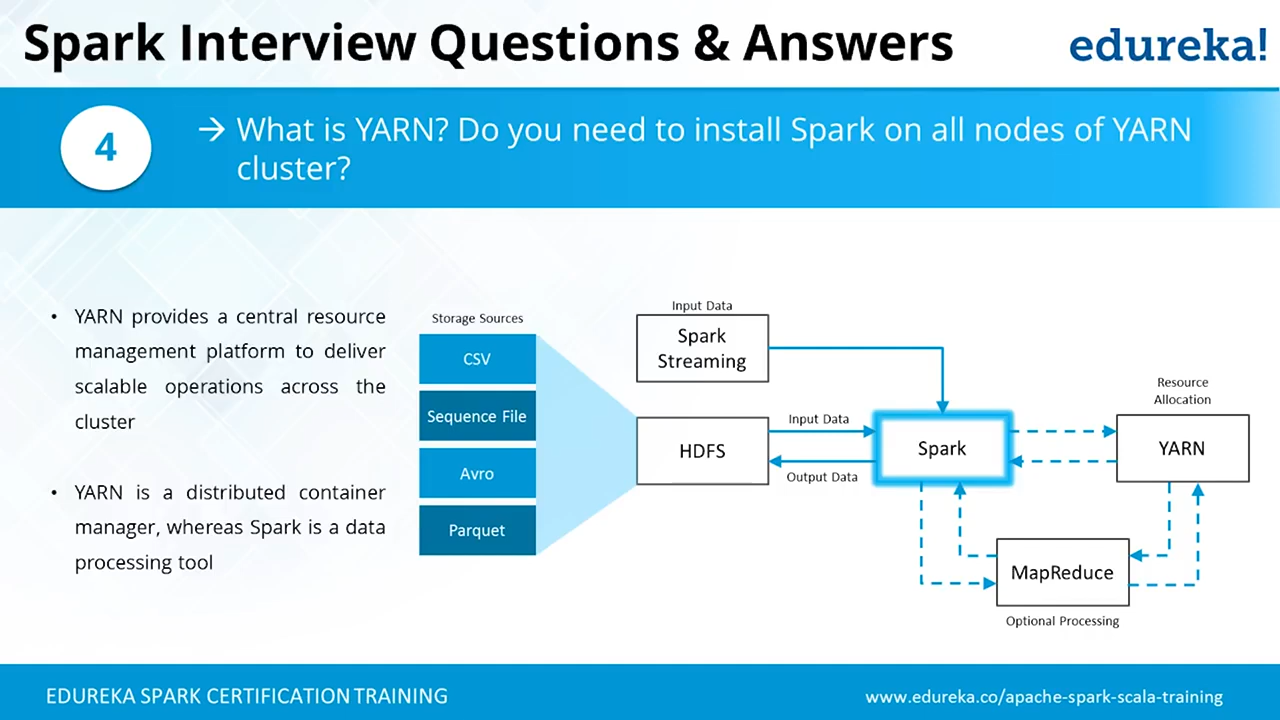 Spark Interview Questions & Answers
edureka!
4
→ What is YARN? Do you need to install Spark on all nodes of YARN
cluster?
• YARN provides a central resource
management platform to deliver
scalable operations across the
cluster
• YARN is a distributed container
manager, whereas Spark is a data
processing tool
Storage Sources
CSV
Sequence File
Avro
Parquet
Input Data
Spark
Streaming
HDFS
Input Data
Output Data
Spark
Resource
Allocation
YARN
MapReduce
Optional Processing
EDUREKA SPARK CERTIFICATION TRAINING
www.edureka.co/apache-spark-scala-training